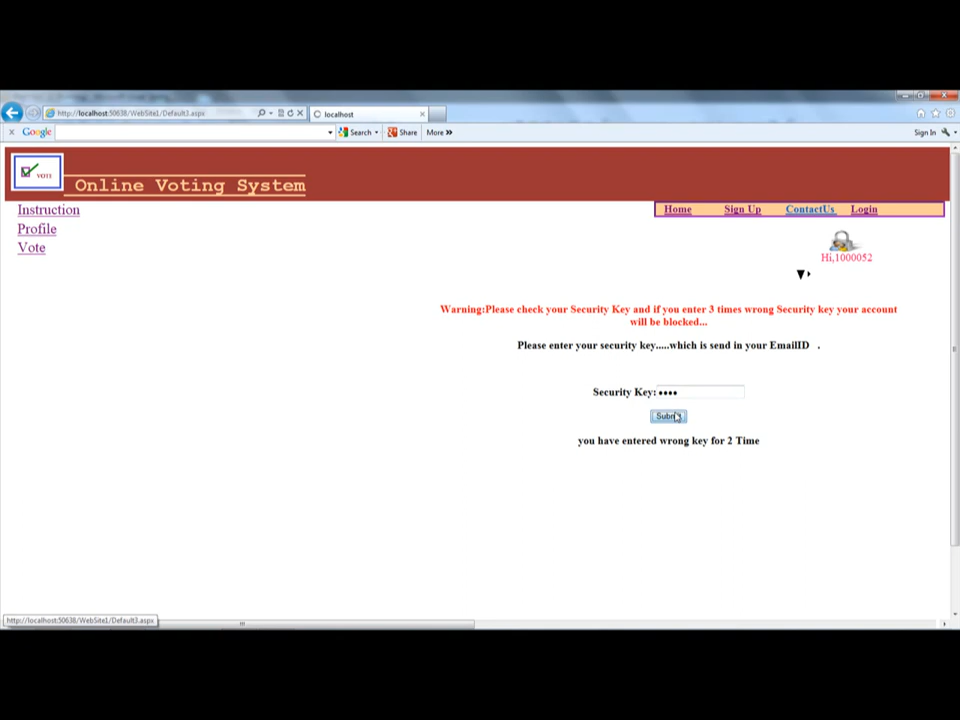 http://localhost:50638/WebSite1/Default3.aspx
localhost
Google
Search
Share
More »
Sign In
VOTE
Online Voting System
Instruction
Profile
Vote
Home Sign Up ContactUs Login
Hi,1000052
Warning:Please check your Security Key and if you enter 3 times wrong Security key your account
will be blocked...
Please enter your security key.....which is send in your EmailID .
Security Key: ••••
you have entered wrong key for 2 Time
http://localhost:50638/WebSite1/Default3.aspx